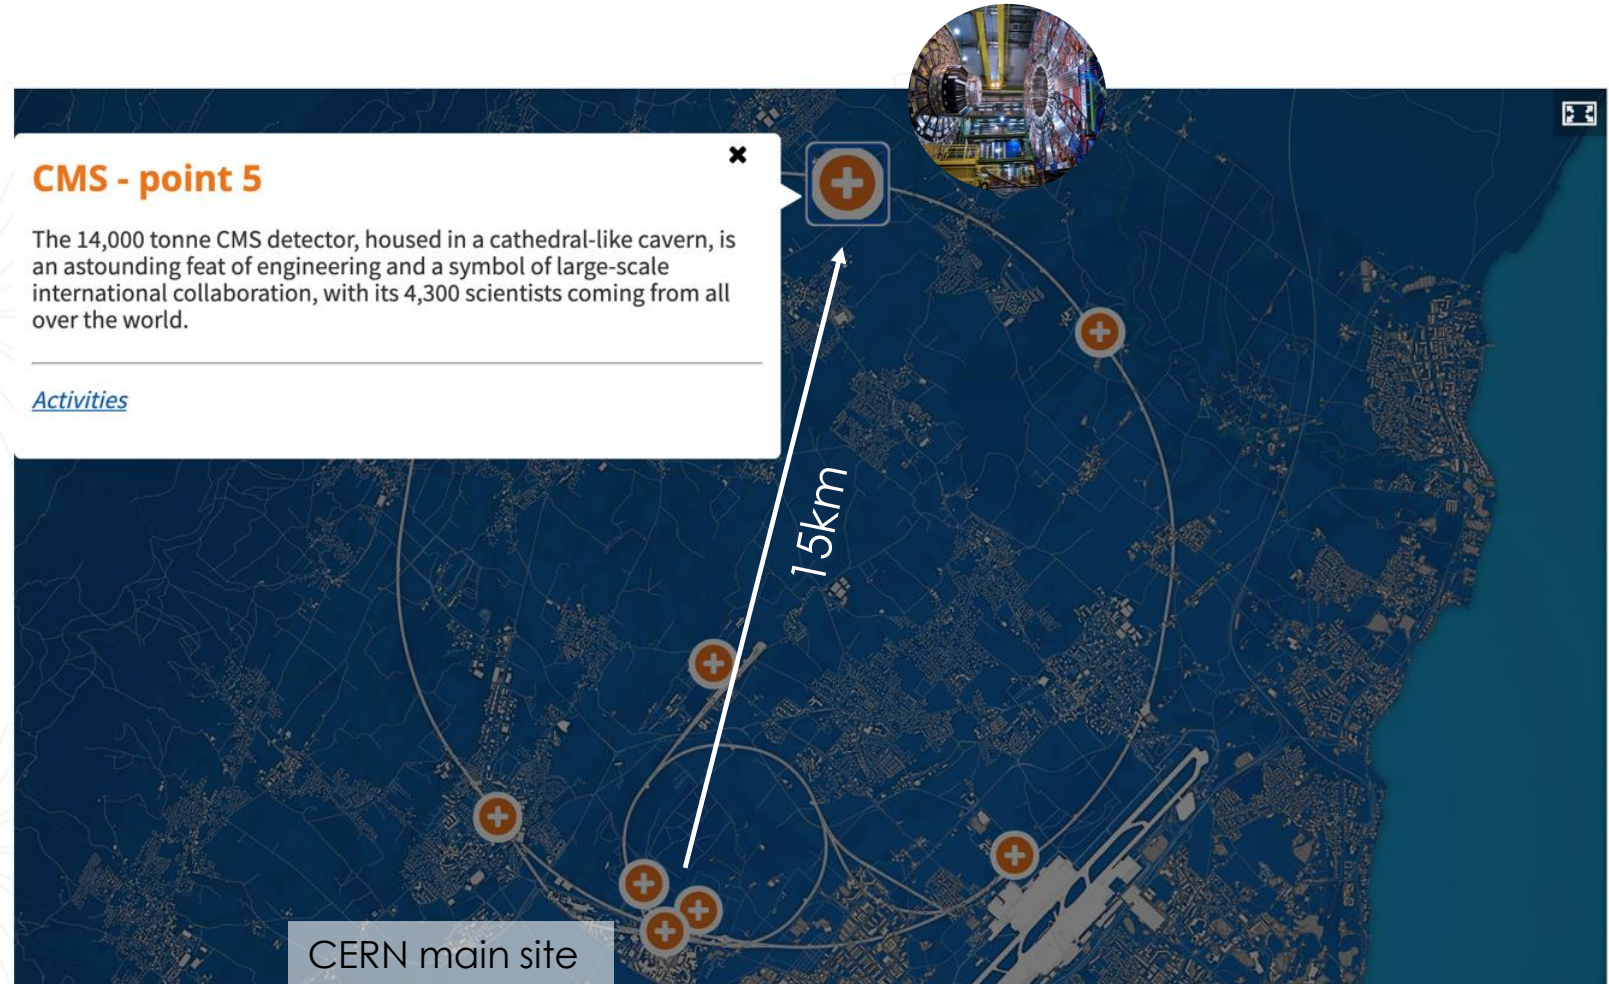 CMS - point 5
The 14,000 tonne CMS detector, housed in a cathedral-like cavern, is
an astounding feat of engineering and a symbol of large-scale
international collaboration, with its 4,300 scientists coming from all
over the world.
Activities
15km
CERN main site